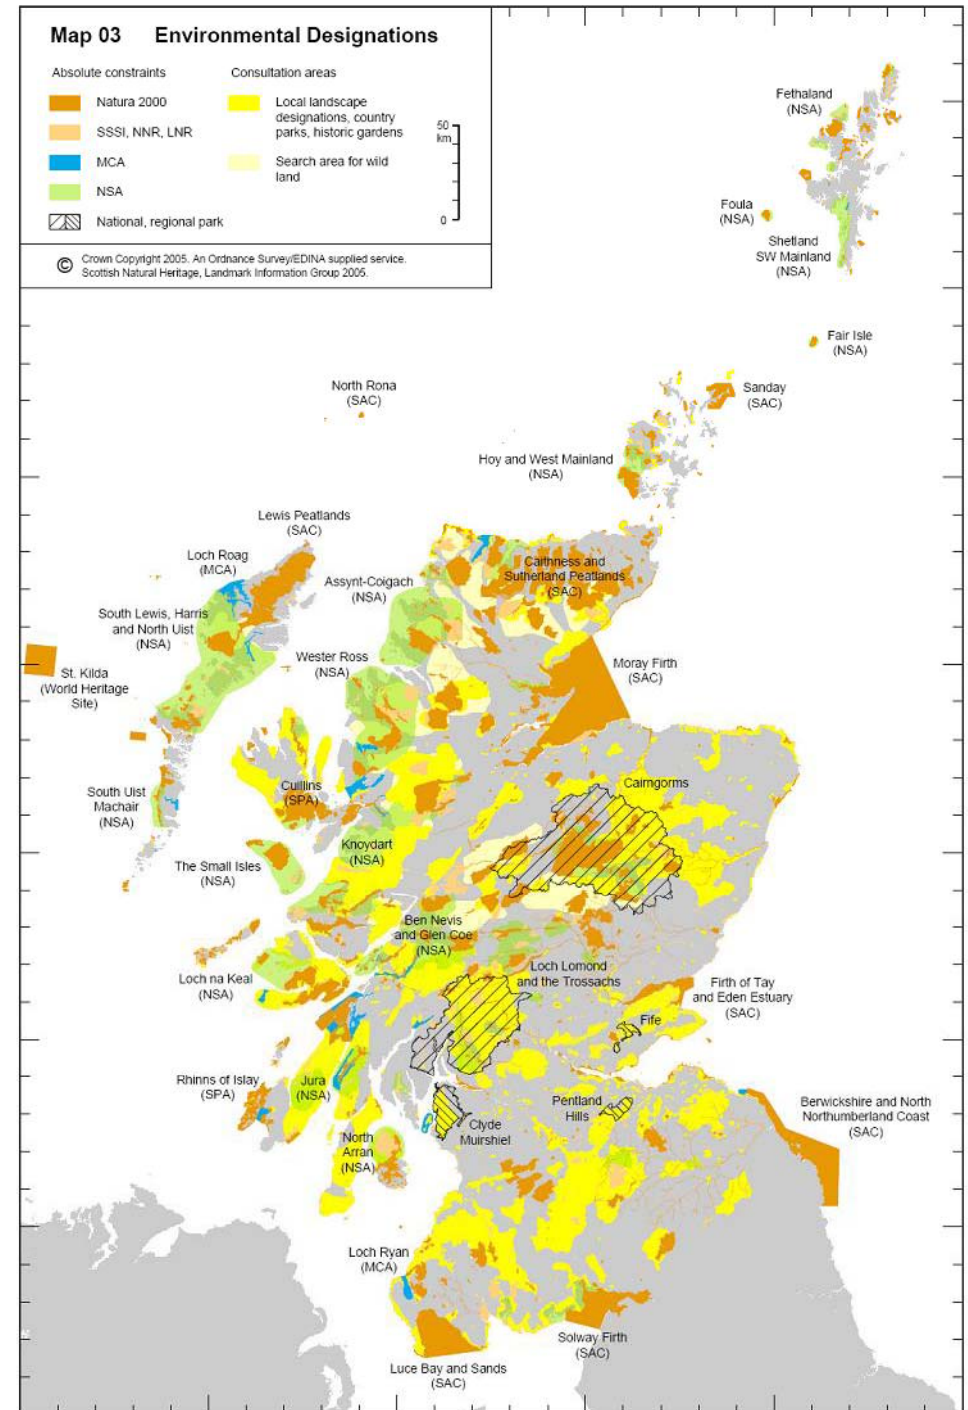 Map 03 Environmental Designations
Absolute constraints
Natura 2000
SSSI, NNR, LNR
MCA
NSA
National, regional park
Consultation areas
Local landscape
designations, country
parks, historic gardens
Search area for wild
land
50
km
0
© Crown Copyright 2005. An Ordnance Survey/EDINA supplied service.
Scottish Natural Heritage, Landmark Information Group 2005.
Fethaland
(NSA)
Foula
(NSA)
Shetland
SW Mainland
(NSA)
Fair Isle
(NSA)
North Rona
(SAC)
Sanday
(SAC)
Hoy and West Mainland
(NSA)
Lewis Peatlands
(SAC)
Loch Roag
(MCA)
Assynt-Coigach
(NSA)
Caithness and
Sutherland Peatlands
(SAC)
South Lewis, Harris
and North Uist
(NSA)
Wester Ross
(NSA)
Moray Firth
(SAC)
St. Kilda
(World Heritage
Site)
Cuillins
(SPA)
Cairngorms
South Uist
Machair
(NSA)
Knoydart
(NSA)
The Small Isles
(NSA)
Ben Nevis
and Glen Coe
(NSA)
Loch na Keal
(NSA)
Loch Lomond
and the Trossachs
Firth of Tay
and Eden Estuary
(SAC)
Fife
Rhinns of Islay
(SPA)
Jura
(NSA)
Pentland
Hills
Clyde
Muirshiel
Berwickshire and North
Northumberland Coast
(SAC)
North
Arran
(NSA)
Loch Ryan
(MCA)
Solway Firth
(SAC)
Luce Bay and Sands
(SAC)